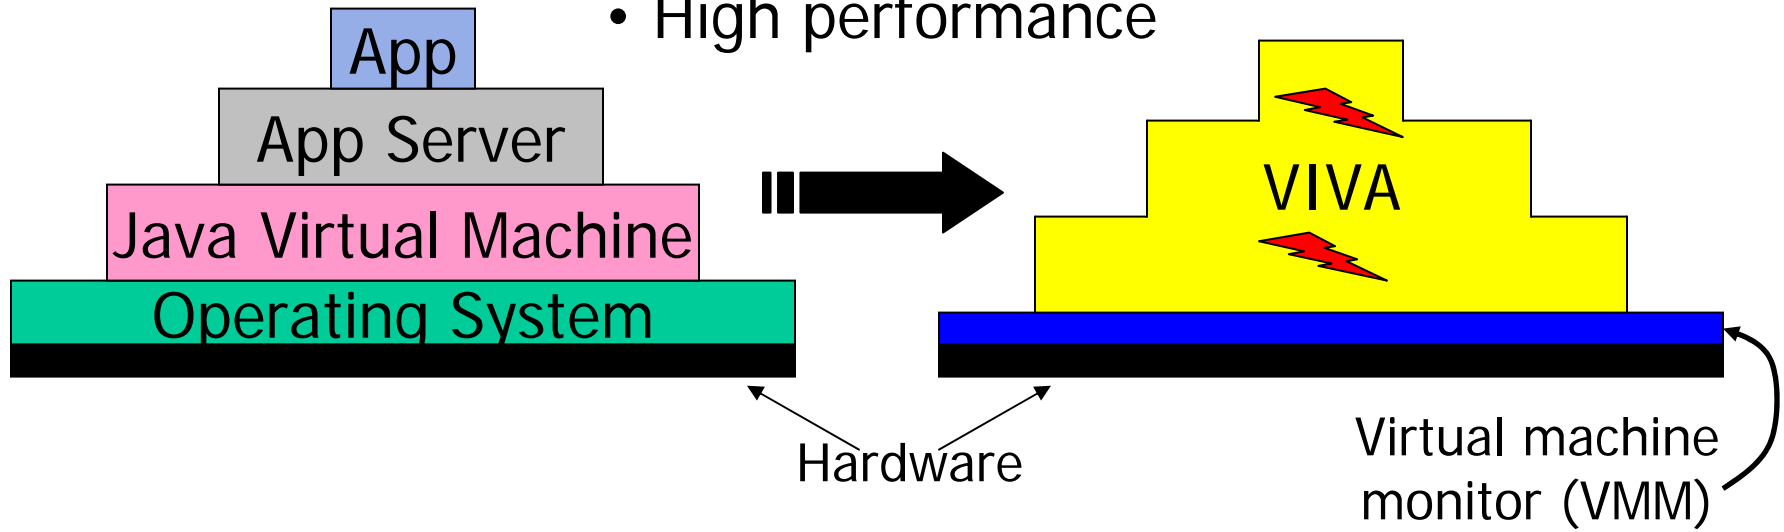 • High performance
App
App Server
Java Virtual Machine
Operating System
VIVA
Hardware
Virtual machine
monitor (VMM)